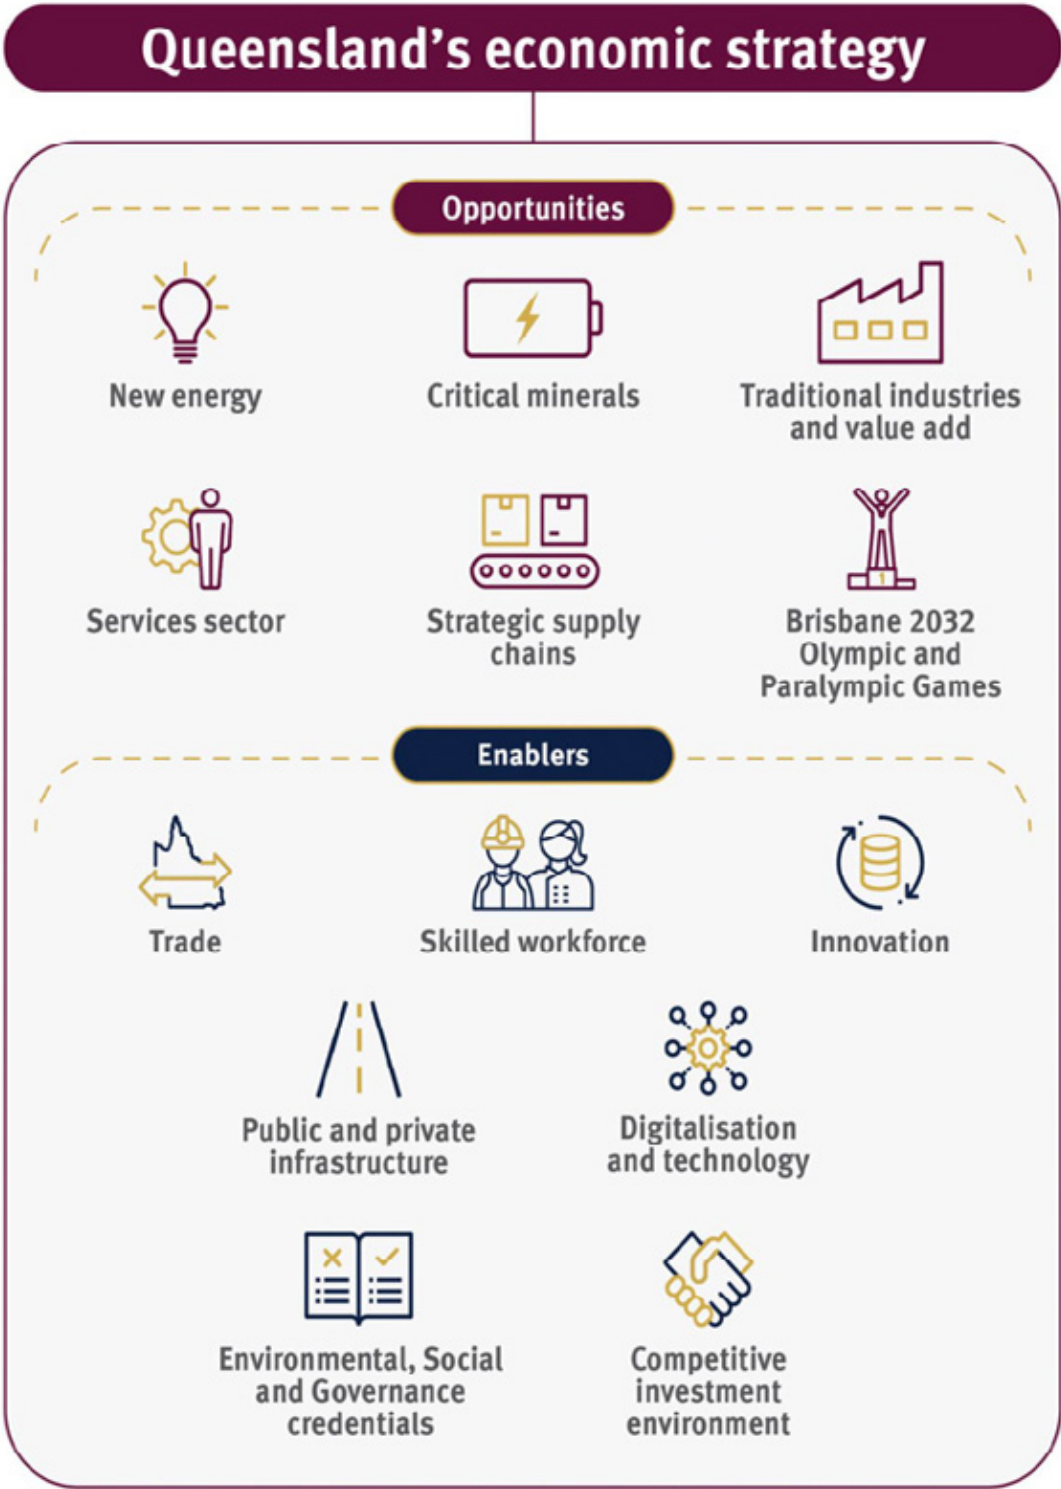 Queensland's economic strategy
Opportunities
New energy
Critical minerals
Traditional industries
and value add
Services sector
Strategic supply
chains
1
Brisbane 2032
Olympic and
Paralympic Games
Enablers
Trade
Skilled workforce
Innovation
Public and private
infrastructure
Digitalisation
and technology
Environmental, Social
and Governance
credentials
Competitive
investment
environment